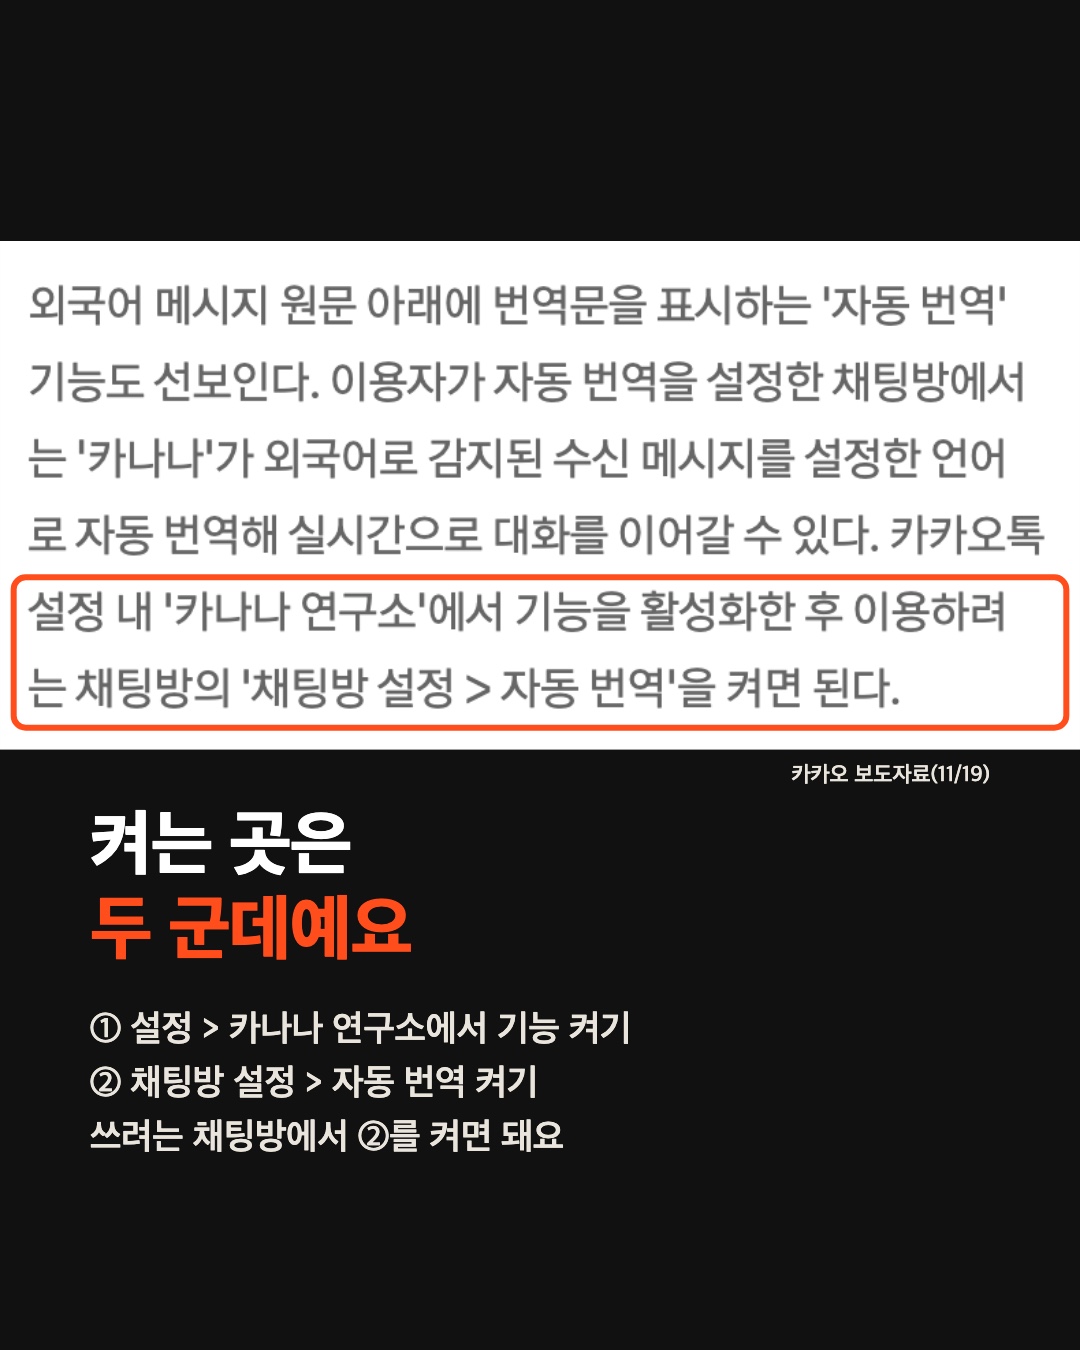 외국어 메시지 원문 아래에 번역문을 표시하는 '자동 번역'
기능도 선보인다. 이용자가 자동 번역을 설정한 채팅방에서
는 '카나나'가 외국어로 감지된 수신 메시지를 설정한 언어
로 자동 번역해 실시간으로 대화를 이어갈 수 있다. 카카오톡
설정 내 '카나나 연구소'에서 기능을 활성화한 후 이용하려
는 채팅방의 '채팅방 설정 > 자동 번역'을 켜면 된다.
카카오 보도자료(11/19)
켜는 곳은
두 군데예요
① 설정 > 카나나 연구소에서 기능 켜기
② 채팅방 설정 > 자동 번역 켜기
쓰려는 채팅방에서 ②를 켜면 돼요